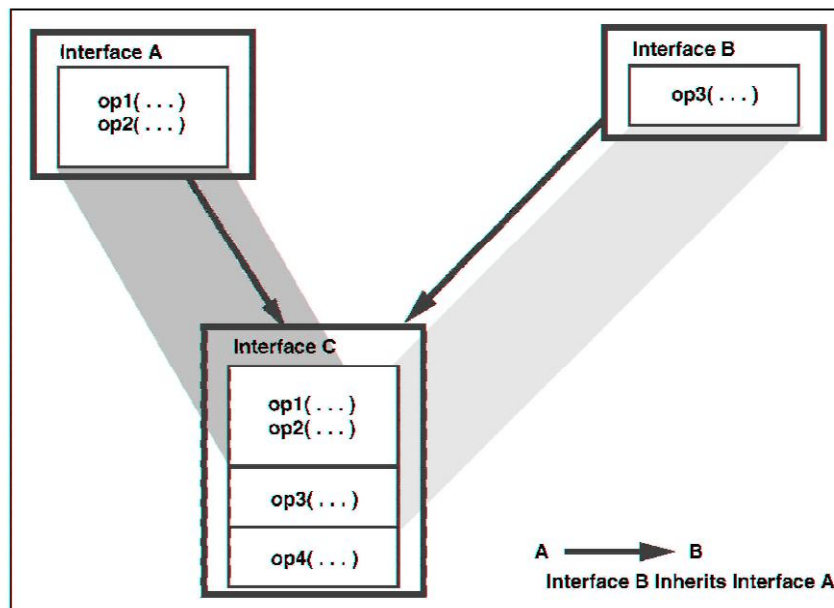 Interface A
op1(...)
op2(...)
Interface B
op3(...)
Interface C
op1(...)
op2(...)
op3(...)
op4(...)
A B
Interface B Inherits Interface A